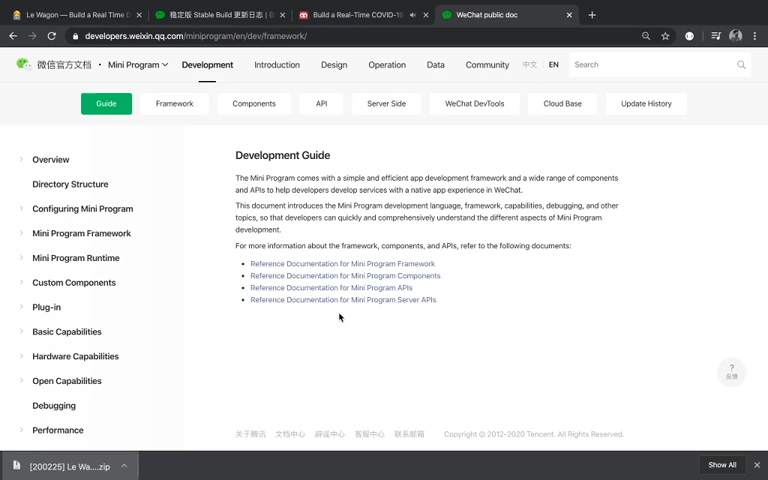 Le Wagon — Build a Real Time D
稳定版 Stable Build 更新日志 |
Build a Real-Time COVID-19
WeChat public doc
developers.weixin.qq.com/miniprogram/en/dev/framework/
微信官方文档 • Mini Program Development Introduction Design Operation Data Community 中文 EN Search
Guide Framework Components API Server Side WeChat DevTools Cloud Base Update History
Overview
Directory Structure
Configuring Mini Program
Mini Program Framework
Mini Program Runtime
Custom Components
Plug-in
Basic Capabilities
Hardware Capabilities
Open Capabilities
Debugging
Performance
Development Guide
The Mini Program comes with a simple and efficient app development framework and a wide range of components
and APIs to help developers develop services with a native app experience in WeChat.
This document introduces the Mini Program development language, framework, capabilities, debugging, and other
topics, so that developers can quickly and comprehensively understand the different aspects of Mini Program
development.
For more information about the framework, components, and APIs, refer to the following documents:
• Reference Documentation for Mini Program Framework
• Reference Documentation for Mini Program Components
• Reference Documentation for Mini Program APIs
• Reference Documentation for Mini Program Server APIs
?
反馈
关于腾讯 文档中心 辟谣中心 客服中心 联系邮箱 Copyright © 2012-2020 Tencent. All Rights Reserved.
[200225] Le Wa....zip
Show All